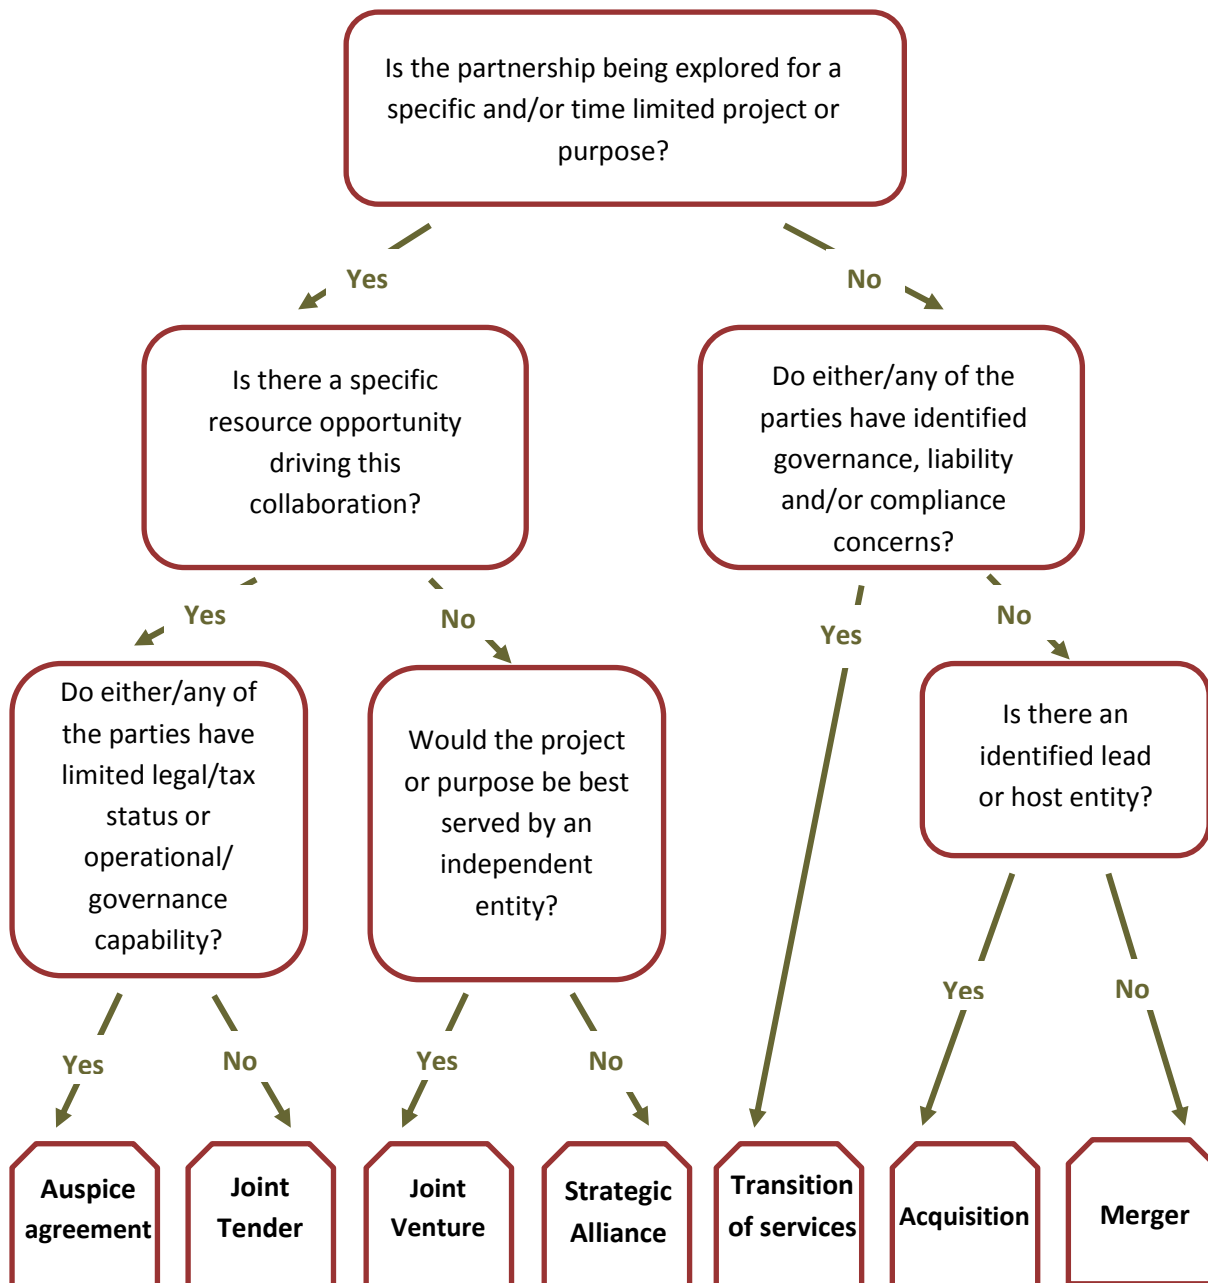 Is the partnership being explored for a
specific and/or time limited project or
purpose?
Yes
No
Is there a specific
resource opportunity
driving this
collaboration?
Do either/any of the
parties have identified
governance, liability
and/or compliance
concerns?
Yes
No
Yes
No
Do either/any of
the parties have
limited legal/tax
status or
operational/
governance
capability?
Would the project
or purpose be best
served by an
independent
entity?
Is there an
identified lead
or host entity?
Yes
No
Yes
No
Yes
No
Auspice
agreement
Joint
Tender
Joint
Venture
Strategic
Alliance
Transition
of services
Acquisition
Merger